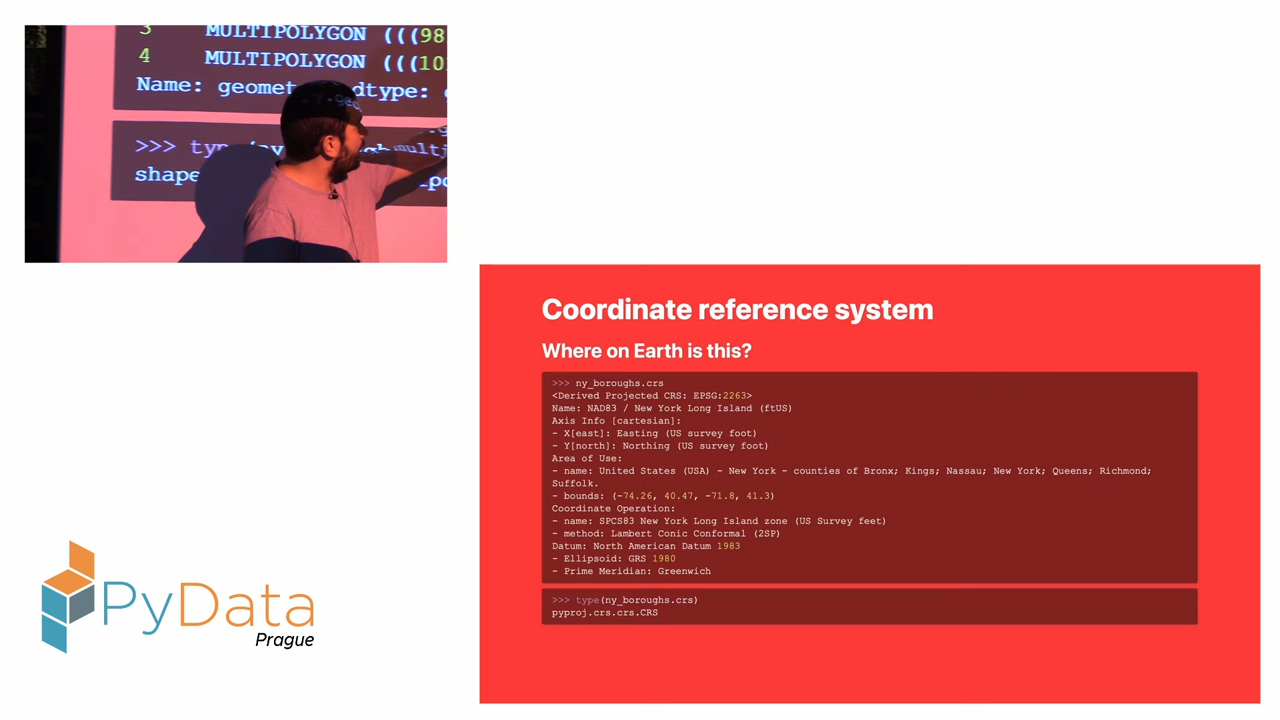 3 MULTIPOLYGON (((98
4 MULTIPOLYGON (((10
Name: geomet dtype: g
>>> typ
shape
Coordinate reference system
Where on Earth is this?
>>> ny_boroughs.crs
<Derived Projected CRS: EPSG:2263>
Name: NAD83 / New York Long Island (ftUS)
Axis Info [cartesian]:
- X[east]: Easting (US survey foot)
- Y[north]: Northing (US survey foot)
Area of Use:
- name: United States (USA) - New York - counties of Bronx; Kings; Nassau; New York; Queens; Richmond;
Suffolk.
- bounds: (-74.26, 40.47, -71.8, 41.3)
Coordinate Operation:
- name: SPCS83 New York Long Island zone (US Survey feet)
- method: Lambert Conic Conformal (2SP)
Datum: North American Datum 1983
- Ellipsoid: GRS 1980
- Prime Meridian: Greenwich
>>> type(ny_boroughs.crs)
pyproj.crs.crs.CRS
PyData
Prague